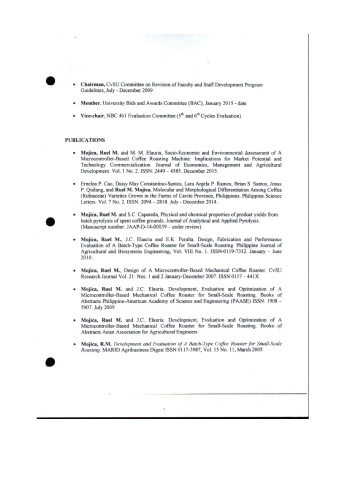 • Chairman, CvSU Committee on Revision of Faculty and Staff Development Program
Guidelines, July - December 2009
• Member, University Bids and Awards Committee (BAC), January 2015 - date
• Vice-chair, NBC 461 Evaluation Committee (5th and 6th Cycles Evaluation)
PUBLICATIONS
• Mojica, Ruel M. and M. M. Elauria, Socio-Economic and Environmental Assessment of A
Microcontroller-Based Coffee Roasting Machine: Implications for Market Potential and
Technology Commercialization. Journal of Economics, Management and Agricultural
Development. Vol. 1 No. 2. ISSN: 2449 – 4585. December 2015.
• Ernelea P. Cao, Daisy May Constantino-Santos, Lara Anjela P. Ramos, Brian S. Santos, Jonas
P. Quilang, and Ruel M. Mojica. Molecular and Morphological Differentiation Among Coffee
(Rubiaceae) Varieties Grown in the Farms of Cavite Province, Philippines. Philippine Science
Letters. Vol. 7 No. 2. ISSN: 2094 – 2818. July - December 2014
• Mojica, Ruel M. and S.C. Capareda, Physical and chemical properties of product yields from
batch pyrolysis of spent coffee grounds. Journal of Analytical and Applied Pyrolysis.
(Manuscript number: JAAP-D-14-00039 – under review).
• Mojica, Ruel M., J.C. Elauria and E.K. Peralta. Design, Fabrication and Performance
Evaluation of A Batch-Type Coffee Roaster for Small-Scale Roasting. Philippine Journal of
Agricultural and Biosystems Engineering, Vol. VIII No. 1. ISSN-0119-7312. January – June
2010.
• Mojica, Ruel M., Design of A Microcontroller-Based Mechanical Coffee Roaster. CvSU
Research Journal Vol. 21: Nos. 1 and 2 January-December 2007. ISSN 0117 - 441X
• Mojica, Ruel M. and J.C. Elauria. Development, Evaluation and Optimization of A
Microcontroller-Based Mechanical Coffee Roaster for Small-Scale Roasting. Books of
Abstracts Philippine-American Academy of Science and Engineering (PAASE) ISSN: 1908 –
5907. July 2009
• Mojica, Ruel M. and J.C. Elauria. Development, Evaluation and Optimization of A
Microcontroller-Based Mechanical Coffee Roaster for Small-Scale Roasting. Books of
Abstracts Asian Association for Agricultural Engineering
• Mojica, R.M. Development and Evaluation of A Batch-Type Coffee Roaster for Small-Scale
Roasting. MARID Agribusiness Digest ISSN 0117-3987, Vol. 15 No. 11, March 2005